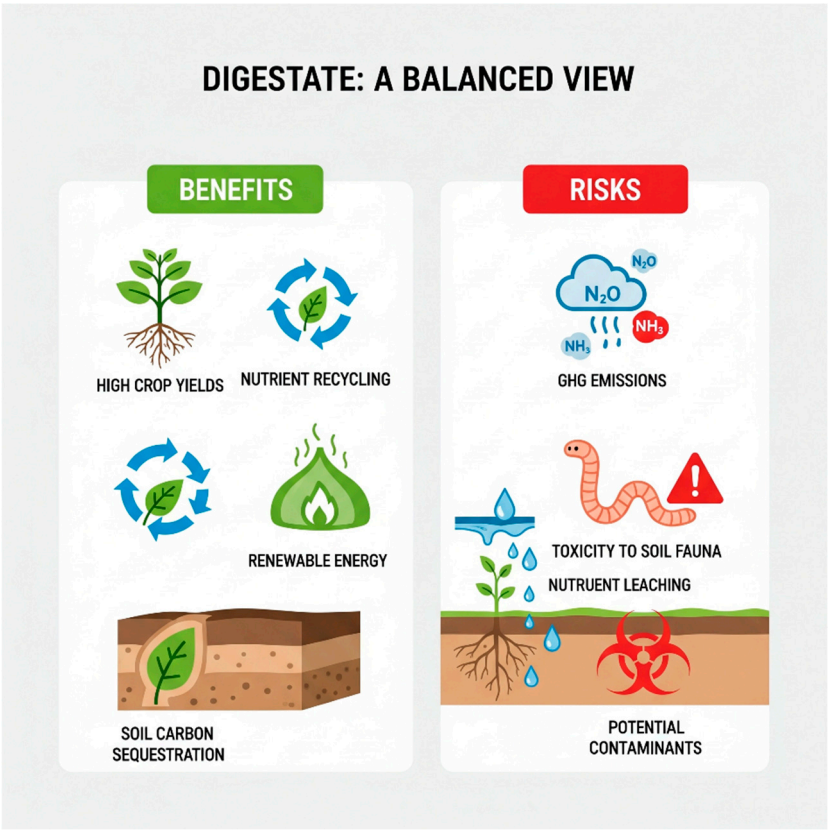 DIGESTATE: A BALANCED VIEW
BENEFITS
HIGH CROP YIELDS
NUTRIENT RECYCLING
RENEWABLE ENERGY
SOIL CARBON
SEQUESTRATION
RISKS
N₂O
N₂O
NH₃
NH₃
GHG EMISSIONS
!
TOXICITY TO SOIL FAUNA
NUTRUENT LEACHING
POTENTIAL
CONTAMINANTS